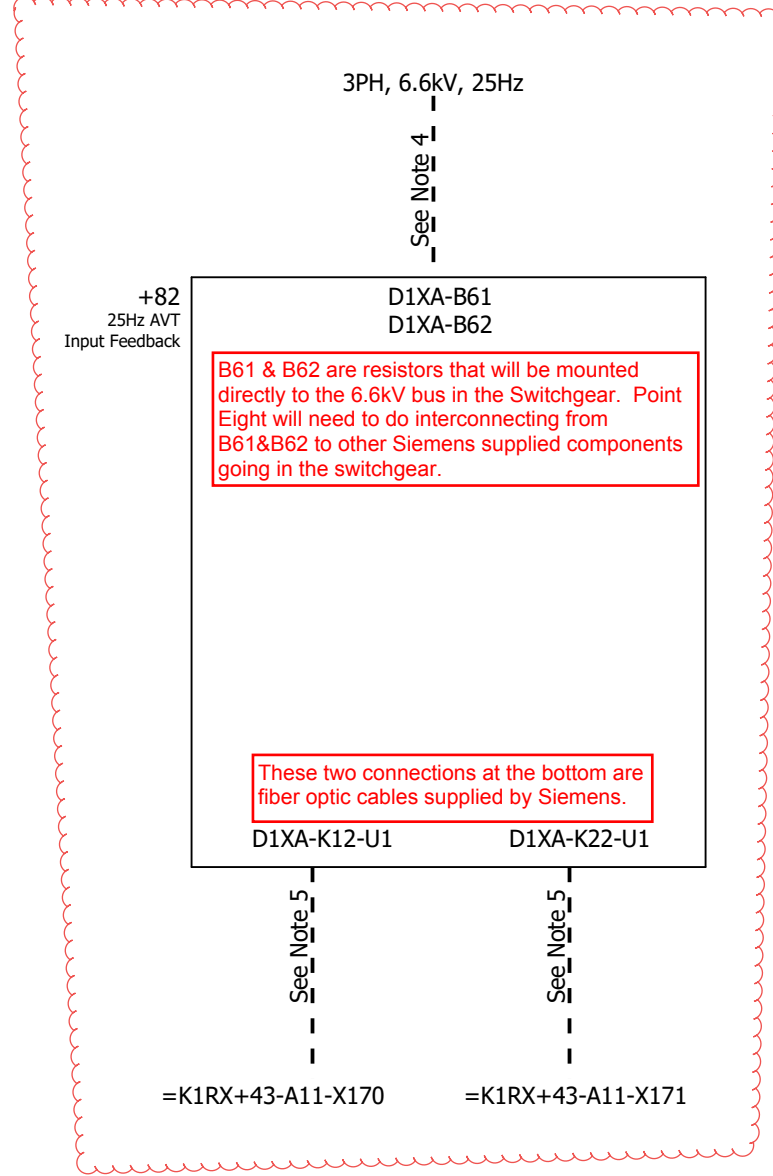 3PH, 6.6kV, 25Hz
See Note 4
+82
25Hz AVT
Input Feedback
D1XA-B61
D1XA-B62
B61 & B62 are resistors that will be mounted
directly to the 6.6kV bus in the Switchgear.  Point
Eight will need to do interconnecting from
B61&B62 to other Siemens supplied components
going in the switchgear.
These two connections at the bottom are
fiber optic cables supplied by Siemens.
D1XA-K12-U1
D1XA-K22-U1
See Note 5
See Note 5
=K1RX+43-A11-X170
=K1RX+43-A11-X171